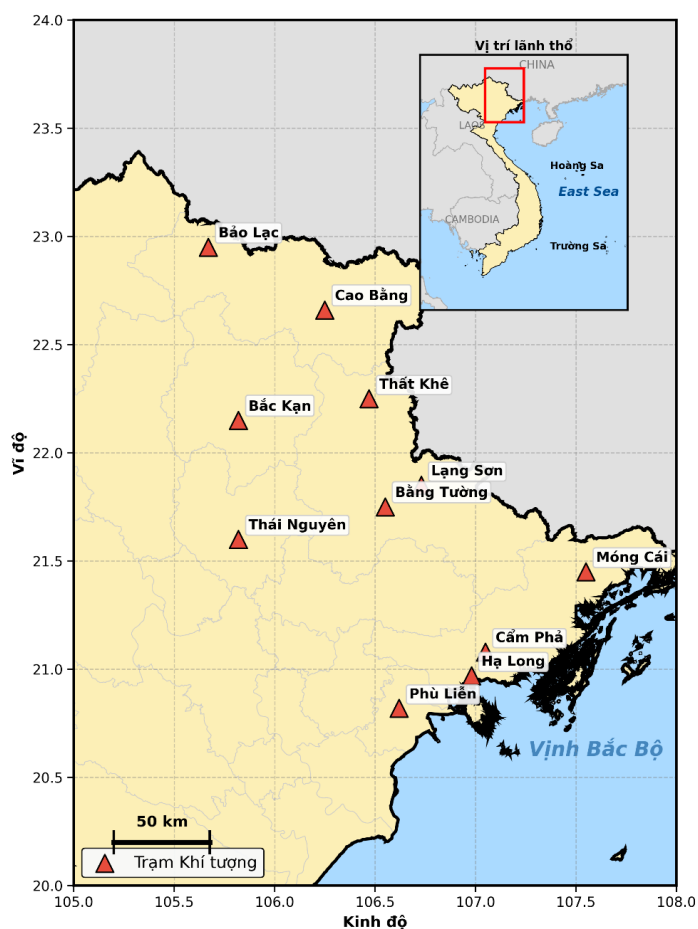 24.0
Vị trí lãnh thổ
CHINA
LAOS
Hoàng Sa
East Sea
CAMBODIA
Trường Sa
23.5
23.0
22.5
22.0
21.5
21.0
20.5
20.0
Vĩ độ
Bảo Lạc
Cao Bằng
Thất Khê
Bắc Kạn
Lạng Sơn
Bằng Tường
Thái Nguyên
Móng Cái
Cẩm Phả
Hạ Long
Phù Liễn
Vịnh Bắc Bộ
50 km
Trạm Khí tượng
105.0 105.5 106.0 106.5 107.0 107.5 108.0
Kinh độ